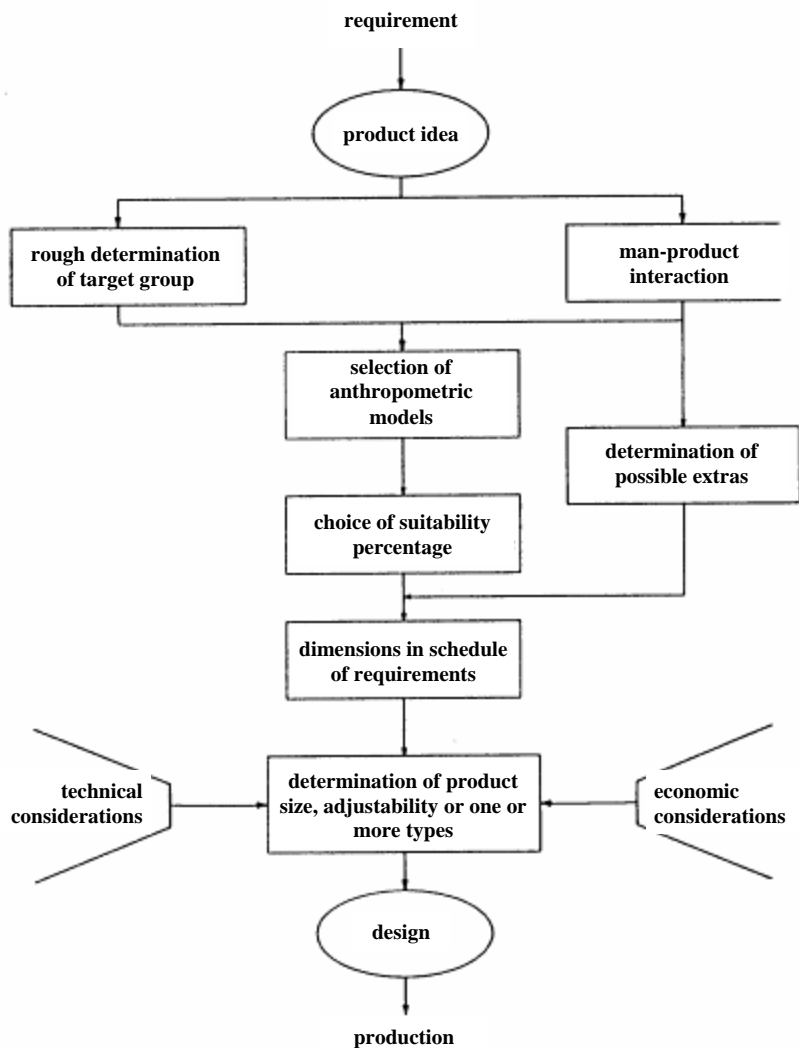 requirement
product idea
rough determination
of target group
man-product
interaction
selection of
anthropometric
models
determination of
possible extras
choice of suitability
percentage
dimensions in schedule
of requirements
technical
considerations
determination of product
size, adjustability or one or
more types
economic
considerations
design
production